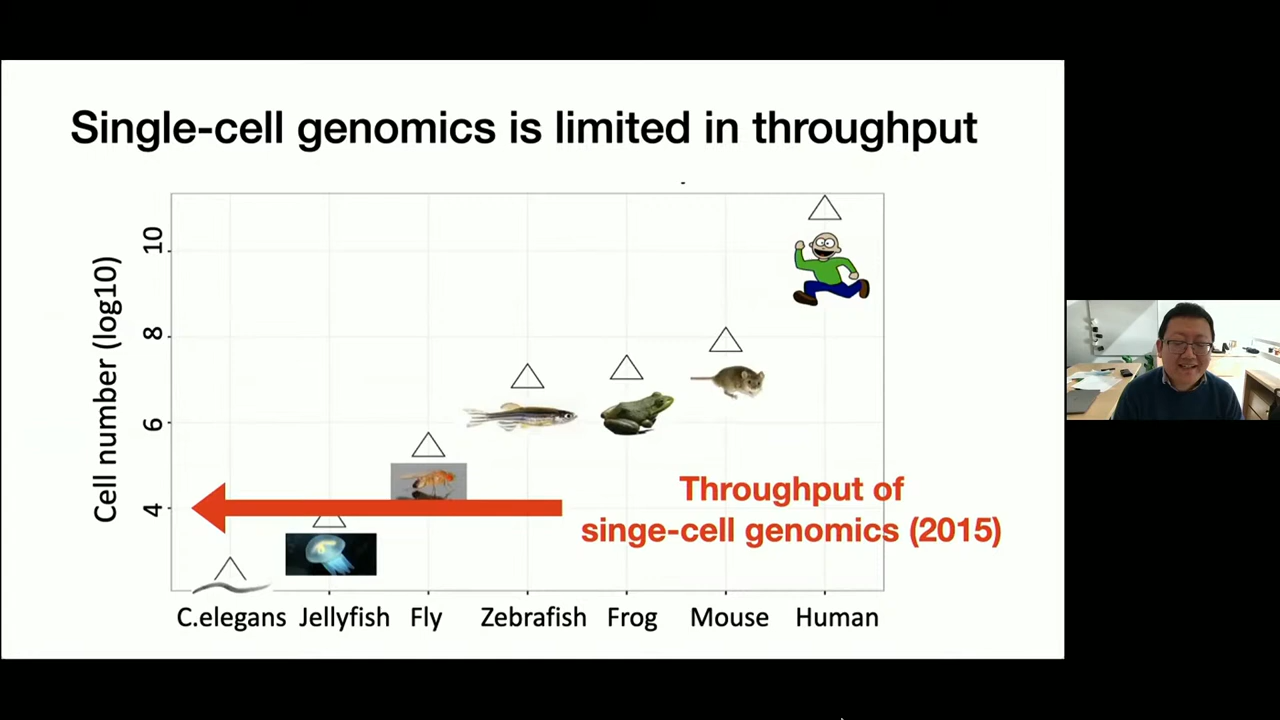 Single-cell genomics is limited in throughput
Cell number (log10)
10
8
6
4
Throughput of
singe-cell genomics (2015)
C.elegans Jellyfish Fly Zebrafish Frog Mouse Human